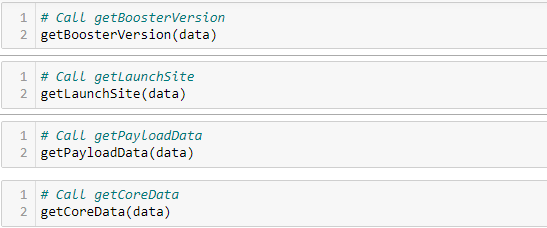 1 # Call getBoosterVersion
2 getBoosterVersion(data)
1 # Call getLaunchSite
2 getLaunchSite(data)
1 # Call getPayloadData
2 getPayloadData(data)
1 # Call getCoreData
2 getCoreData(data)